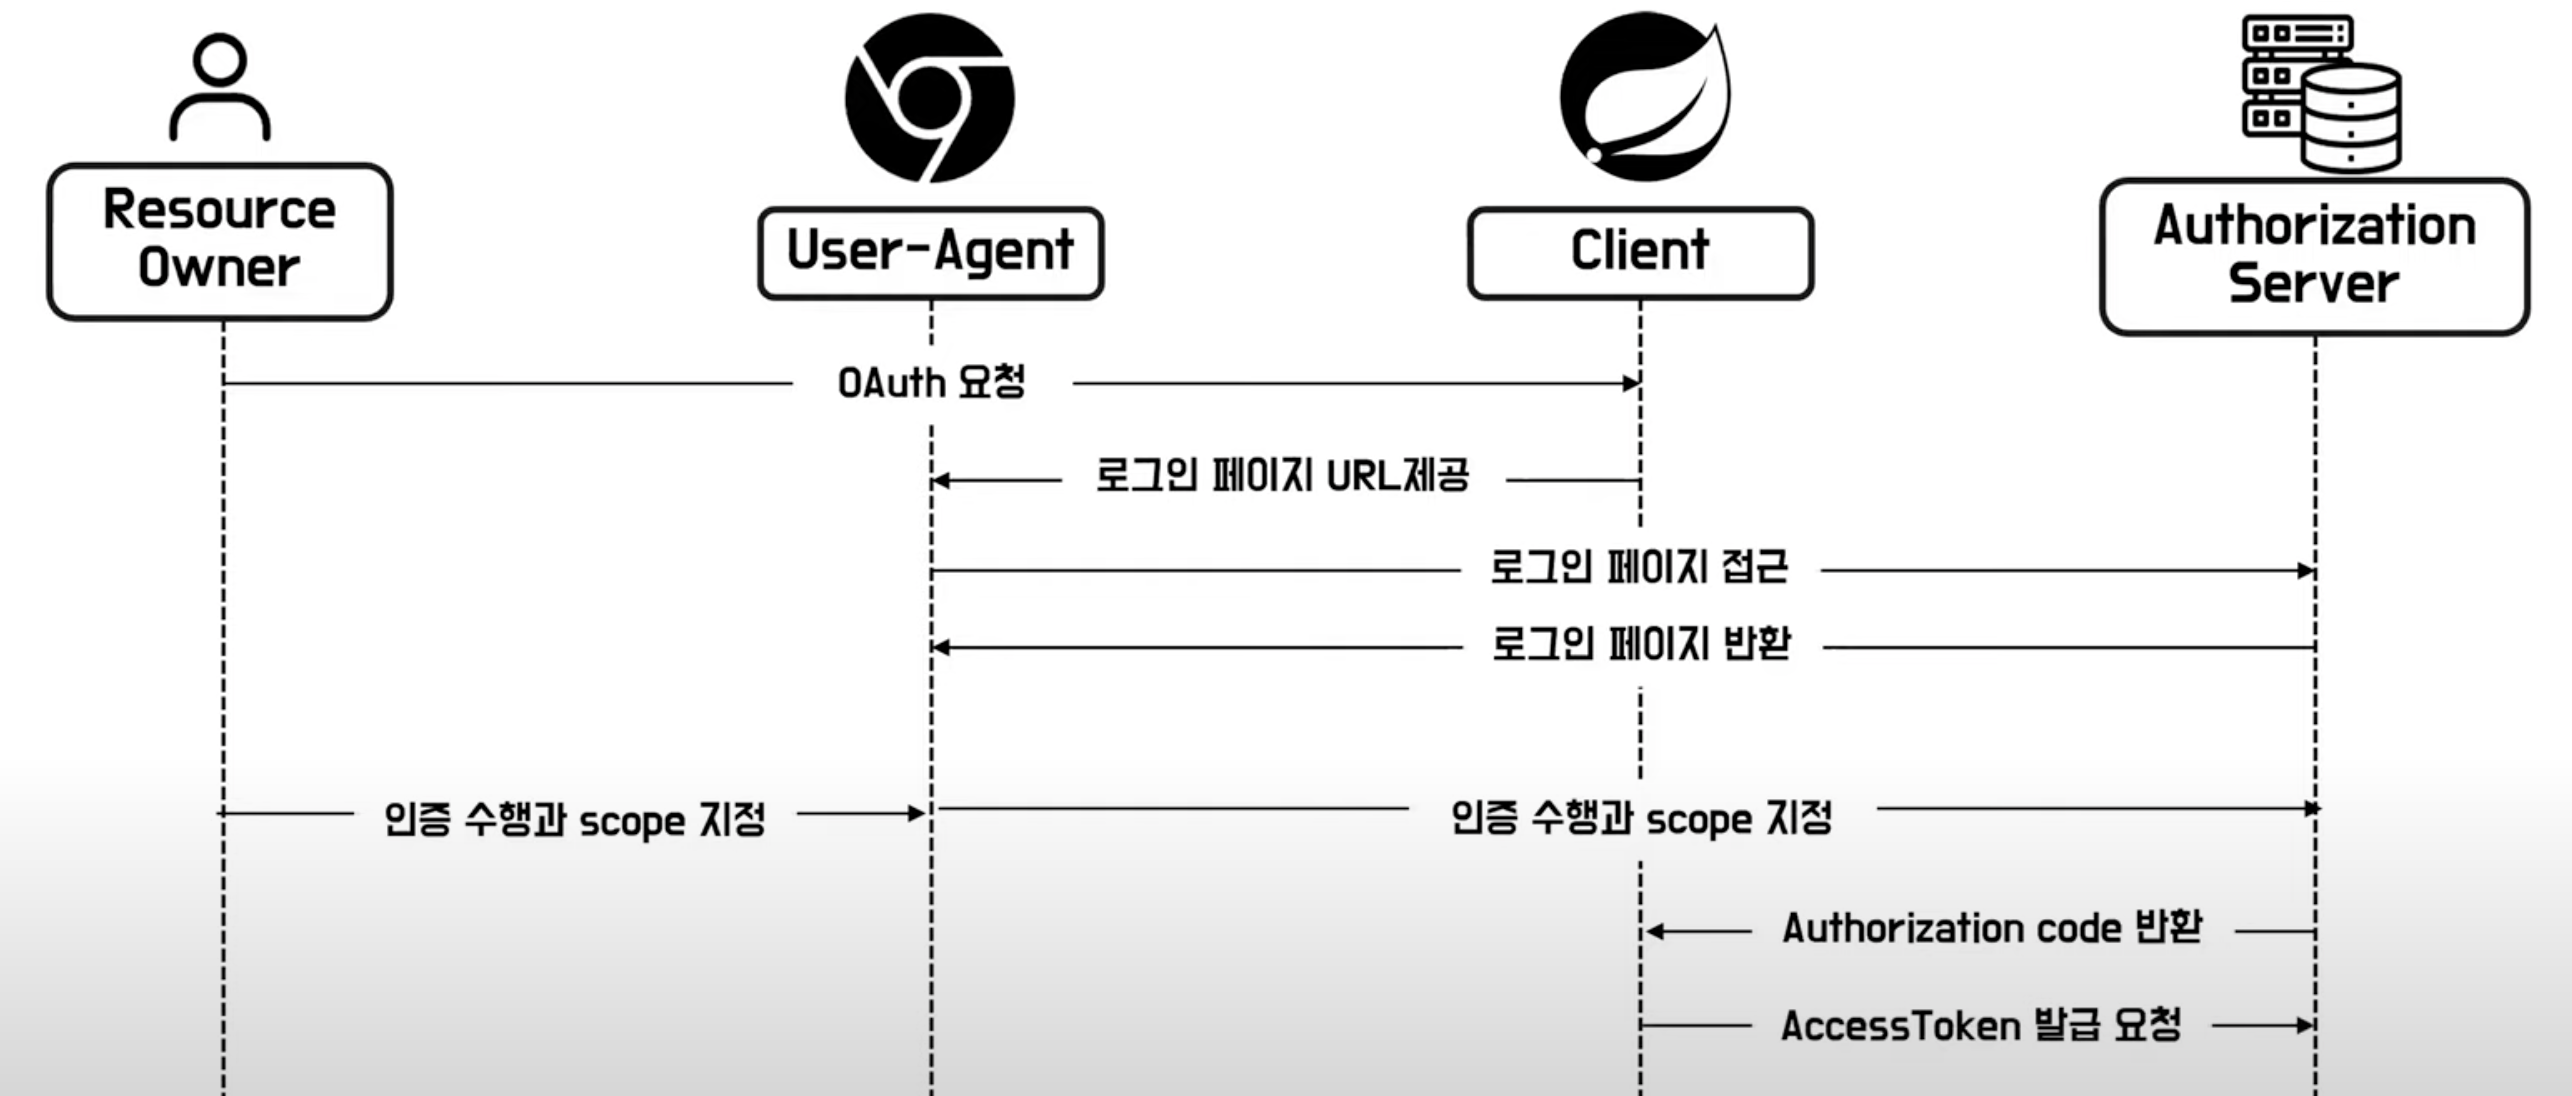 Resource
Owner
User-Agent
Client
Authorization
Server
OAuth 요청
로그인 페이지 URL제공
로그인 페이지 접근
로그인 페이지 반환
인증 수행과 scope 지정
인증 수행과 scope 지정
Authorization code 반환
AccessToken 발급 요청